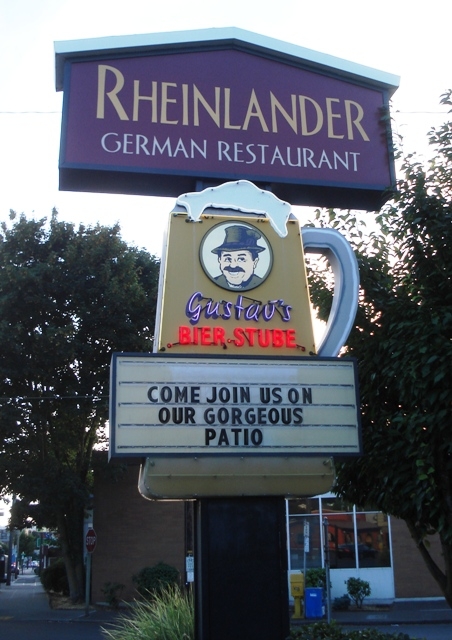 RHEINLANDER
GERMAN RESTAURANT
Gustav's
BIER STUBE
COME JOIN US ON
OUR GORGEOUS
PATIO